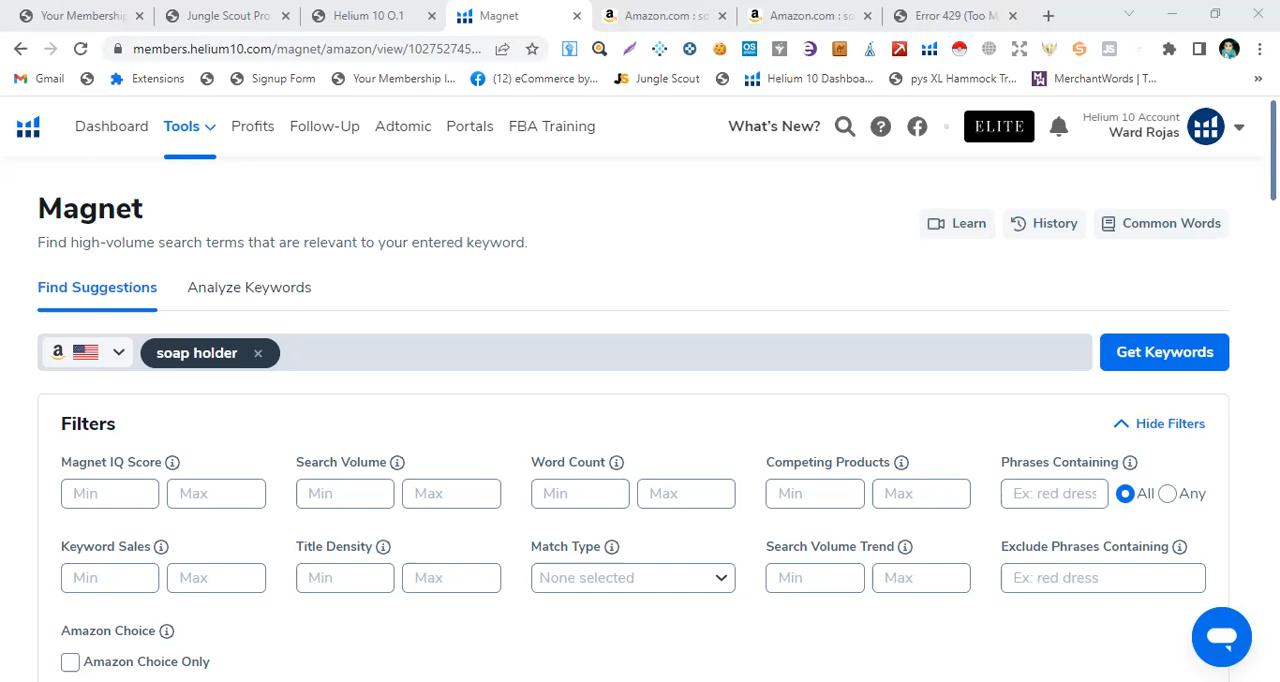 Your Membership
Jungle Scout Pro
Helium 10 O.1
Magnet
Amazon.com : so
Amazon.com : so
Error 429 (Too M
members.helium10.com/magnet/amazon/view/102752745...
Gmail
Extensions
Signup Form
Your Membership I...
(12) eCommerce by...
Jungle Scout
Helium 10 Dashboa...
pys XL Hammock Tr...
MerchantWords | T...
Dashboard
Tools
Profits
Follow-Up
Adtomic
Portals
FBA Training
What's New?
ELITE
Helium 10 Account
Ward Rojas
Magnet
Find high-volume search terms that are relevant to your entered keyword.
Learn
History
Common Words
Find Suggestions
Analyze Keywords
soap holder
Get Keywords
Filters
Hide Filters
Magnet IQ Score
Search Volume
Word Count
Competing Products
Phrases Containing
Min
Max
Min
Max
Min
Max
Min
Max
Ex: red dress
All
Any
Keyword Sales
Title Density
Match Type
Search Volume Trend
Exclude Phrases Containing
Min
Max
Min
Max
None selected
Min
Max
Ex: red dress
Amazon Choice
Amazon Choice Only